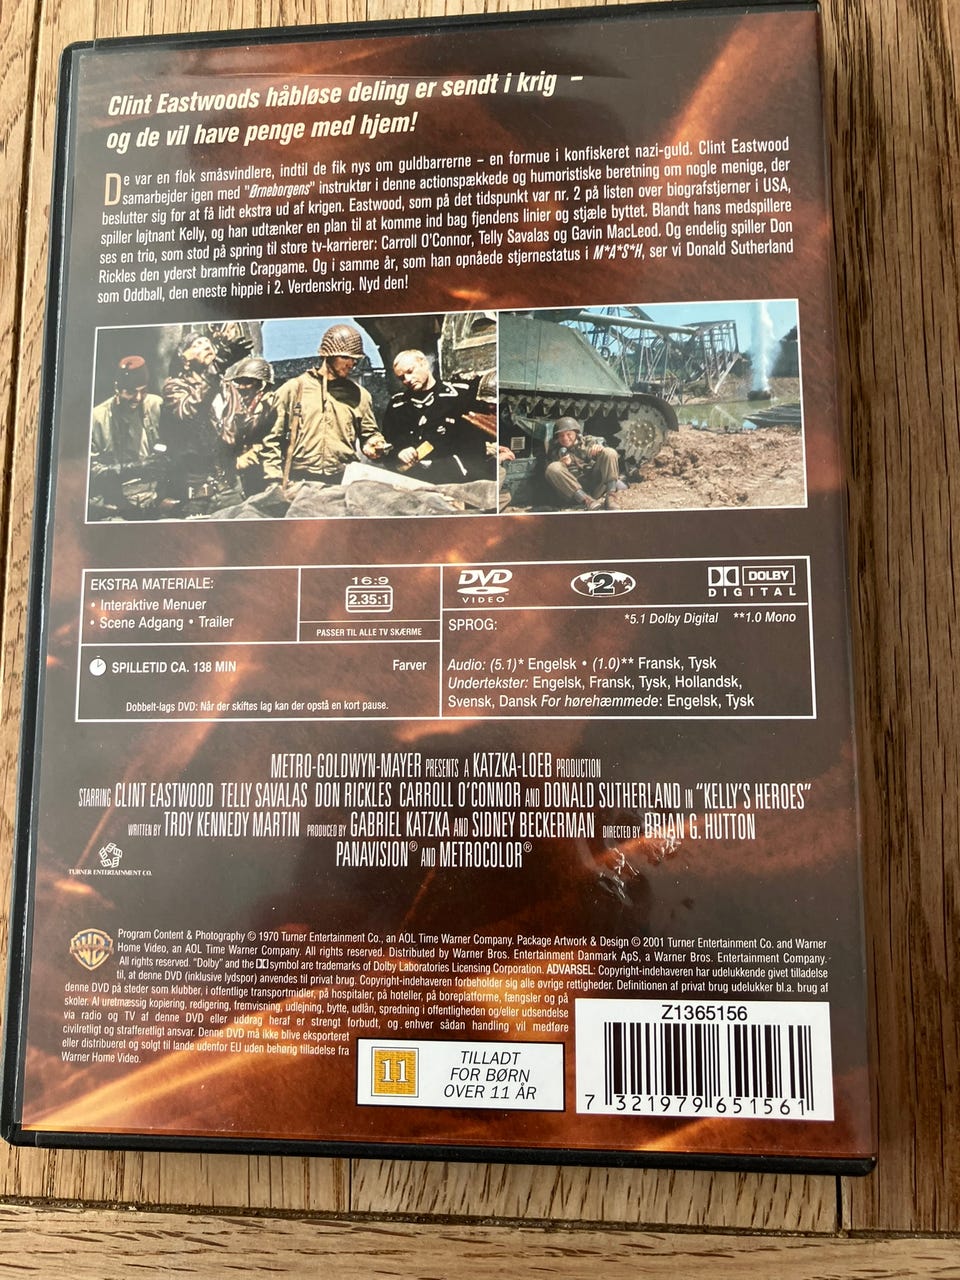 Clint Eastwoods håbløse deling er sendt i krig –
og de vil have penge med hjem!
De var en flok småsvindlere, indtil de fik nys om guldbarrerne – en formue i konfiskeret nazi-guld. Clint Eastwood
samarbejder igen med "Ørneborgens" instruktør i denne actionspækkede og humoristiske beretning om nogle menige, der
beslutter sig for at få lidt ekstra ud af krigen. Eastwood, som på det tidspunkt var nr. 2 på listen over biografstjerner i USA,
spiller løjtnant Kelly, og han udtænker en plan til at komme ind bag fjendens linier og stjæle byttet. Blandt hans medspillere
ses en trio, som stod på spring til store tv-karrierer: Carroll O'Connor, Telly Savalas og Gavin MacLeod. Og endelig spiller Don
Rickles den yderst bramfrie Crapgame. Og i samme år, som han opnåede stjernestatus i M*A*S*H, ser vi Donald Sutherland
som Oddball, den eneste hippie i 2. Verdenskrig. Nyd den!
EKSTRA MATERIALE:
• Interaktive Menuer
• Scene Adgang • Trailer
16:9
2.35:1
PASSER TIL ALLE TV SKÆRME
DVD
VIDEO
2
DOLBY
DIGITAL
SPROG: *5.1 Dolby Digital **1.0 Mono
SPILLETID CA. 138 MIN Farver
Dobbelt-lags DVD: Når der skiftes lag kan der opstå en kort pause.
Audio: (5.1)* Engelsk • (1.0)** Fransk, Tysk
Undertekster: Engelsk, Fransk, Tysk, Hollandsk,
Svensk, Dansk For hørehæmmede: Engelsk, Tysk
METRO-GOLDWYN-MAYER PRESENTS A KATZKA-LOEB PRODUCTION
STARRING CLINT EASTWOOD TELLY SAVALAS DON RICKLES CARROLL O'CONNOR AND DONALD SUTHERLAND IN "KELLY'S HEROES"
WRITTEN BY TROY KENNEDY MARTIN PRODUCED BY GABRIEL KATZKA AND SIDNEY BECKERMAN DIRECTED BY BRIAN G. HUTTON
PANAVISION® AND METROCOLOR®
TURNER ENTERTAINMENT CO.
WB
Program Content & Photography © 1970 Turner Entertainment Co., an AOL Time Warner Company. Package Artwork & Design © 2001 Turner Entertainment Co. and Warner
Home Video, an AOL Time Warner Company. All rights reserved. Distributed by Warner Bros. Entertainment Danmark ApS, a Warner Bros. Entertainment Company.
All rights reserved. "Dolby" and the DD symbol are trademarks of Dolby Laboratories Licensing Corporation. ADVARSEL: Copyright-indehaveren har udelukkende givet tilladelse
til, at denne DVD (inklusive lydspor) anvendes til privat brug. Copyright-indehaveren forbeholder sig alle øvrige rettigheder. Definitionen af privat brug udelukker bl.a. brug af
denne DVD på steder som klubber, i offentlige transportmidler, på hospitaler, på hoteller, på boreplatforme, fængsler og på
skoler. Al uretmæssig kopiering, redigering, fremvisning, udlejning, bytte, udlån, spredning i offentligheden og/eller udsendelse
via radio og TV af denne DVD eller uddrag heraf er strengt forbudt, og enhver sådan handling vil medføre
civilretligt og strafferetligt ansvar. Denne DVD må ikke blive eksporteret
eller distribueret og solgt til lande udenfor EU uden behørig tilladelse fra
Warner Home Video.
11
TILLADT
FOR BØRN
OVER 11 ÅR
Z1365156
7 321979 651561